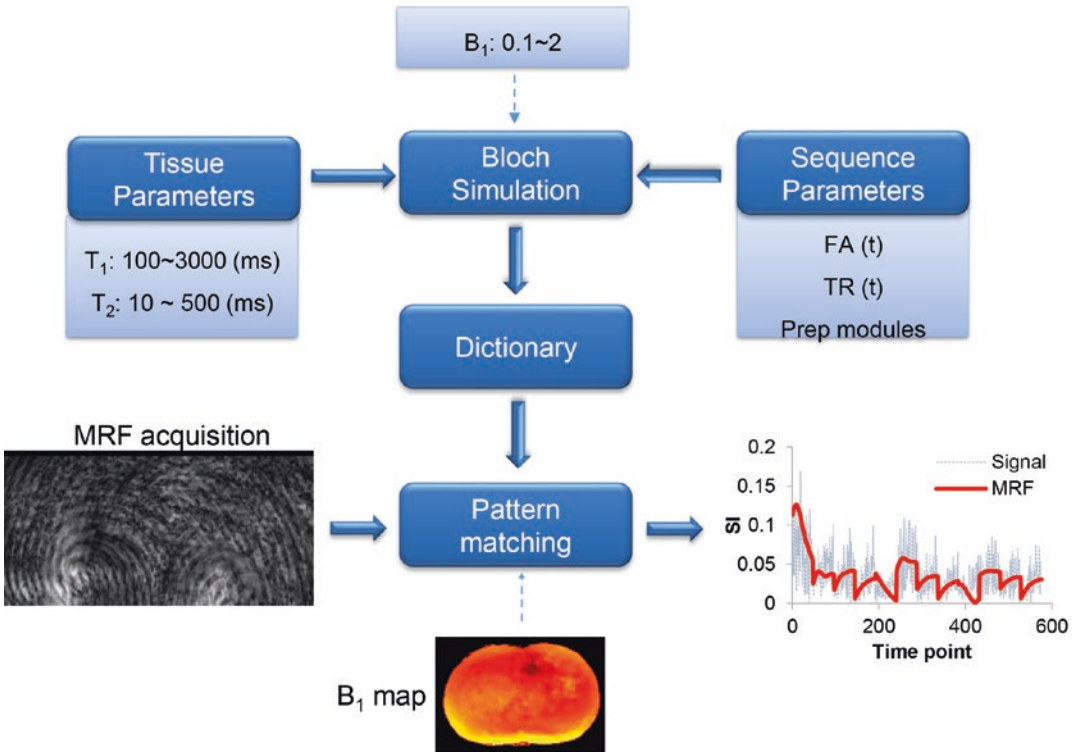 B₁: 0.1~2
Tissue
Parameters
Bloch
Simulation
Sequence
Parameters
T₁: 100~3000 (ms)
T₂: 10 ~ 500 (ms)
FA (t)
TR (t)
Prep modules
Dictionary
MRF acquisition
Pattern
matching
0.2
0.15
0.1
0.05
0
SI
Signal
MRF
0 200 400 600
Time point
B₁ map